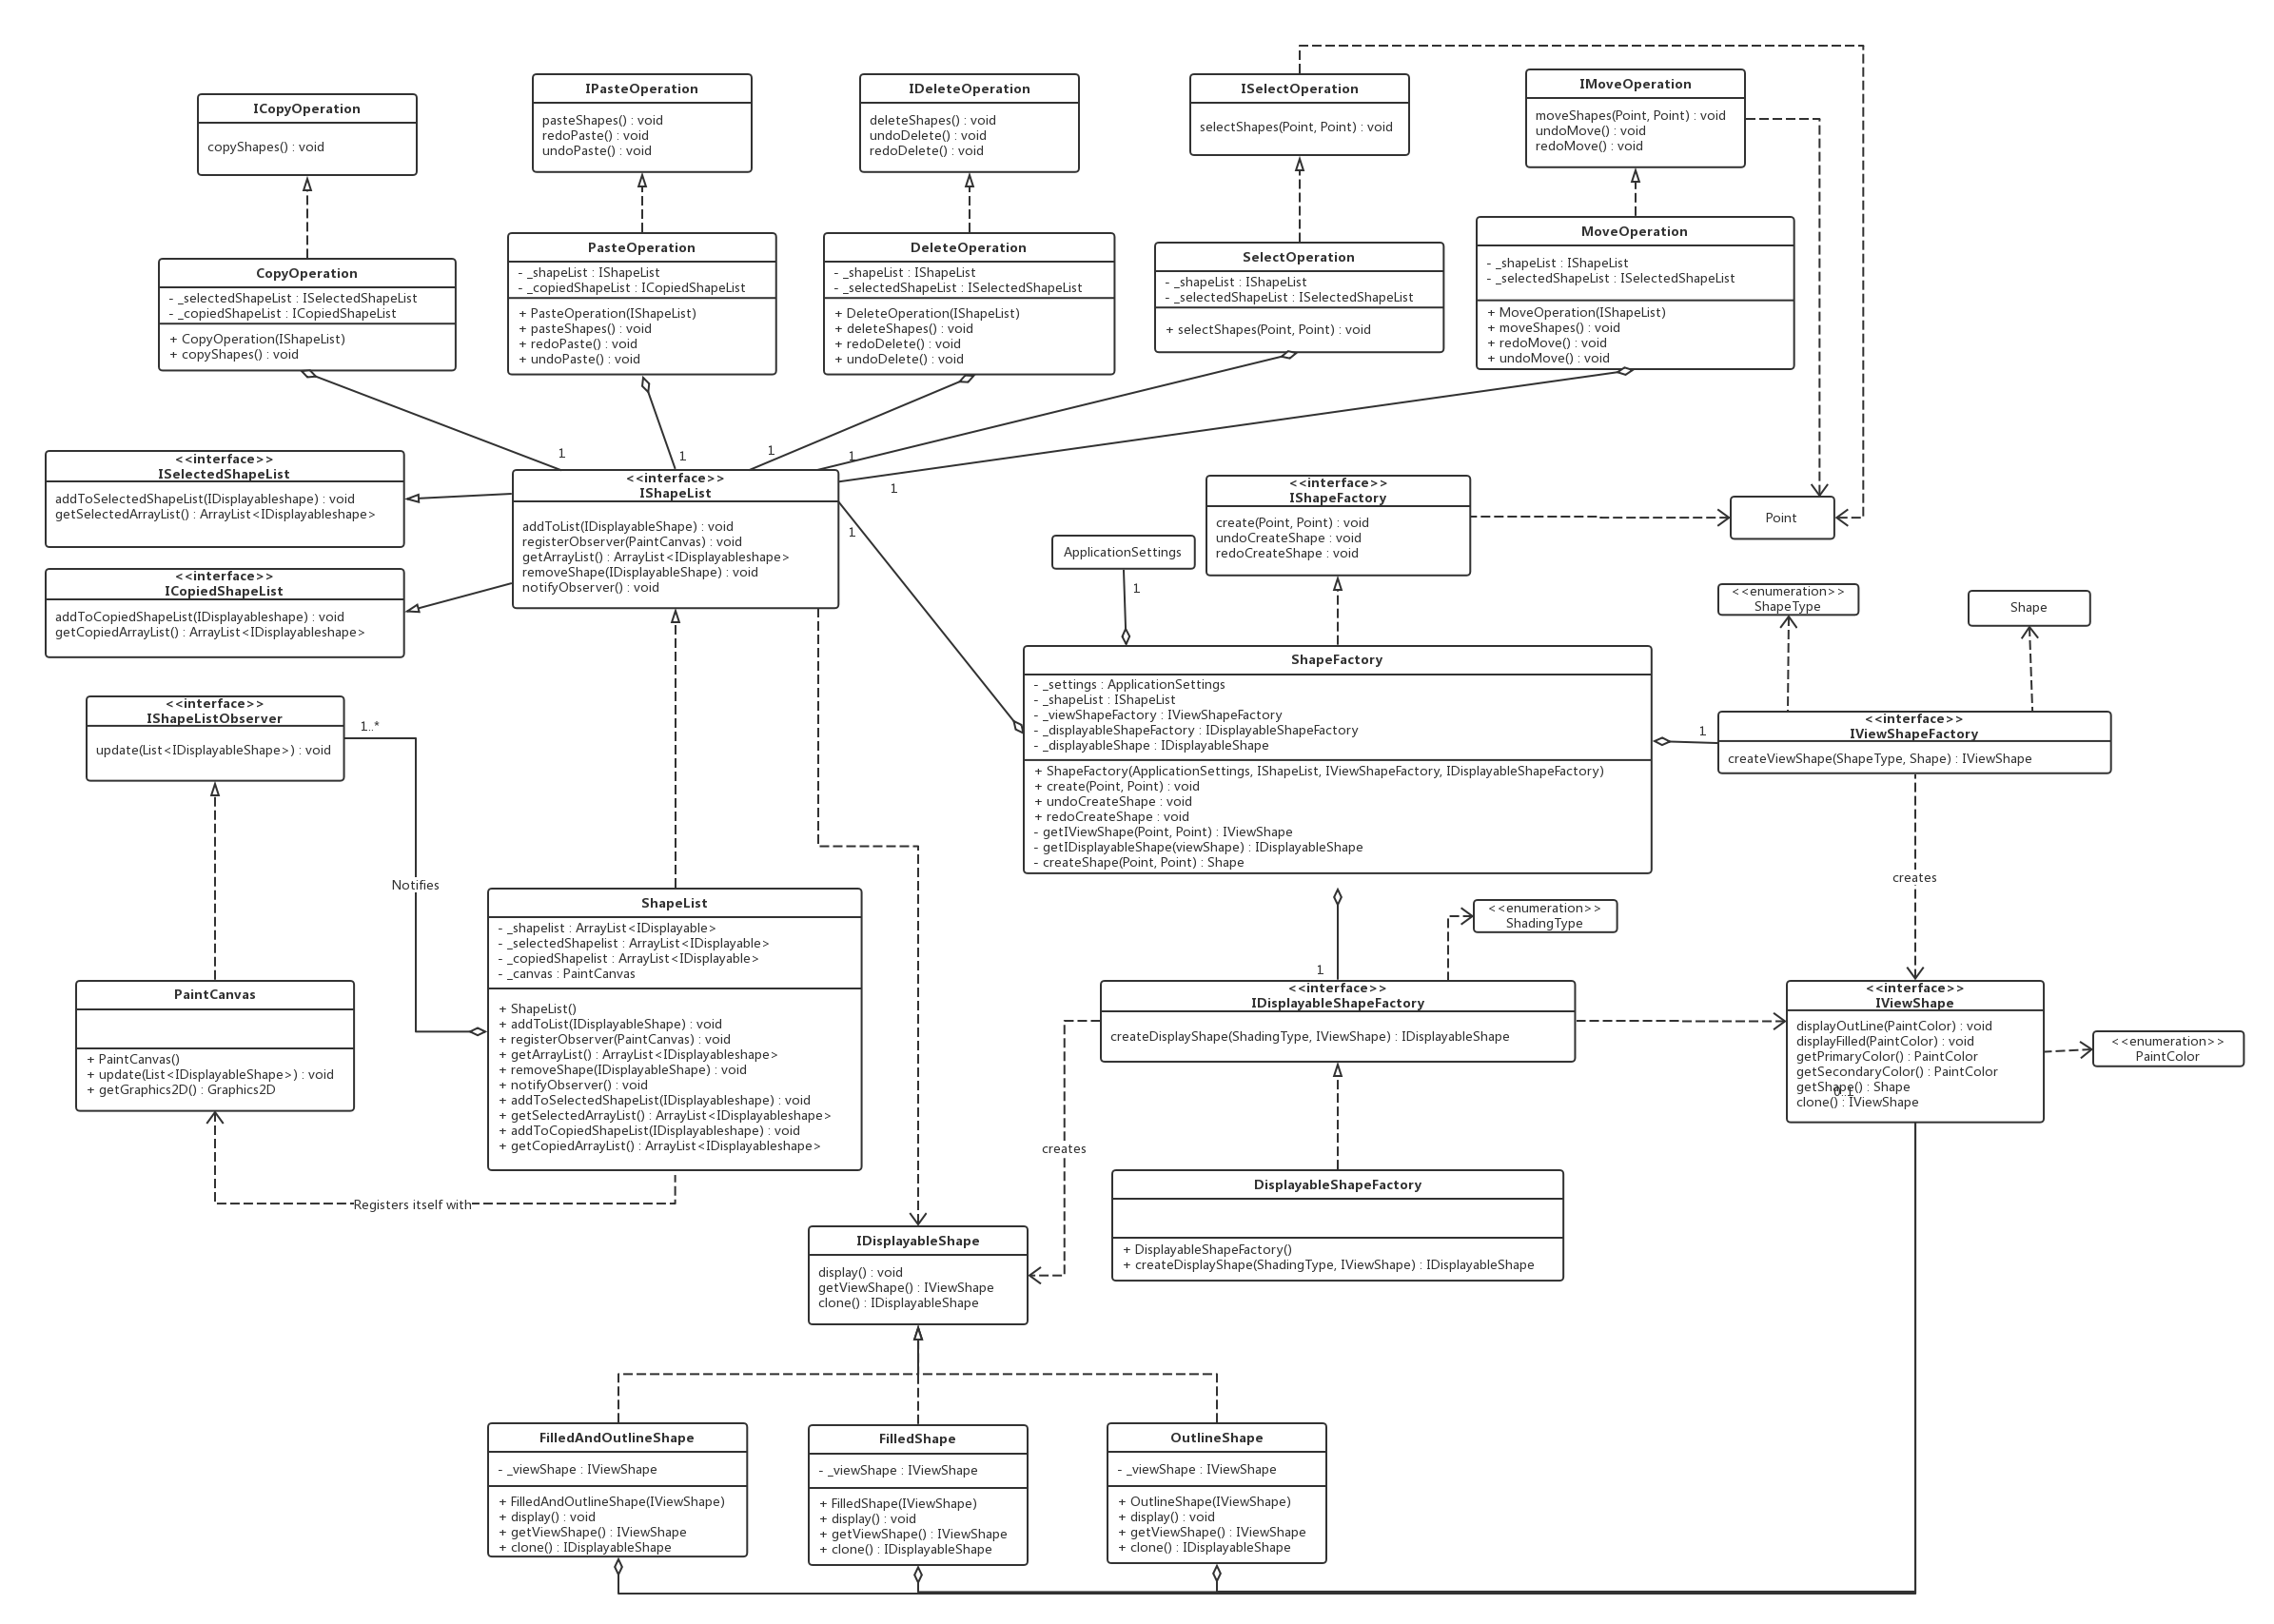 ICopyOperation
copyShapes() : void
IPasteOperation
pasteShapes() : void
redoPaste() : void
undoPaste() : void
IDeleteOperation
deleteShapes() : void
undoDelete() : void
redoDelete() : void
ISelectOperation
selectShapes(Point, Point) : void
IMoveOperation
moveShapes(Point, Point) : void
undoMove() : void
redoMove() : void
CopyOperation
- _selectedShapeList : ISelectedShapeList
- _copiedShapeList : ICopiedShapeList
+ CopyOperation(IShapeList)
+ copyShapes() : void
PasteOperation
- _shapeList : IShapeList
- _copiedShapeList : ICopiedShapeList
+ PasteOperation(IShapeList)
+ pasteShapes() : void
+ redoPaste() : void
+ undoPaste() : void
DeleteOperation
- _shapeList : IShapeList
- _selectedShapeList : ISelectedShapeList
+ DeleteOperation(IShapeList)
+ deleteShapes() : void
+ redoDelete() : void
+ undoDelete() : void
SelectOperation
- _shapeList : IShapeList
- _selectedShapeList : ISelectedShapeList
+ selectShapes(Point, Point) : void
MoveOperation
- _shapeList : IShapeList
- _selectedShapeList : ISelectedShapeList
+ MoveOperation(IShapeList)
+ moveShapes() : void
+ redoMove() : void
+ undoMove() : void
1
1
1
1
1
1
<<interface>>
ISelectedShapeList
addToSelectedShapeList(IDisplayableshape) : void
getSelectedArrayList() : ArrayList<IDisplayableshape>
<<interface>>
ICopiedShapeList
addToCopiedShapeList(IDisplayableshape) : void
getCopiedArrayList() : ArrayList<IDisplayableshape>
<<interface>>
IShapeList
addToList(IDisplayableShape) : void
registerObserver(PaintCanvas) : void
getArrayList() : ArrayList<IDisplayableshape>
removeShape(IDisplayableShape) : void
notifyObserver() : void
<<interface>>
IShapeFactory
create(Point, Point) : void
undoCreateShape : void
redoCreateShape : void
Point
ApplicationSettings
1
<<enumeration>>
ShapeType
Shape
ShapeFactory
- _settings : ApplicationSettings
- _shapeList : IShapeList
- _viewShapeFactory : IViewShapeFactory
- _displayableShapeFactory : IDisplayableShapeFactory
- _displayableShape : IDisplayableShape
+ ShapeFactory(ApplicationSettings, IShapeList, IViewShapeFactory, IDisplayableShapeFactory)
+ create(Point, Point) : void
+ undoCreateShape : void
+ redoCreateShape : void
- getIViewShape(Point, Point) : IViewShape
- getIDisplayableShape(viewShape) : IDisplayableShape
- createShape(Point, Point) : Shape
1
<<interface>>
IViewShapeFactory
createViewShape(ShapeType, Shape) : IViewShape
creates
<<interface>>
IShapeListObserver
update(List<IDisplayableShape>) : void
1..*
Notifies
PaintCanvas
+ PaintCanvas()
+ update(List<IDisplayableShape>) : void
+ getGraphics2D() : Graphics2D
ShapeList
- _shapelist : ArrayList<IDisplayable>
- _selectedShapelist : ArrayList<IDisplayable>
- _copiedShapelist : ArrayList<IDisplayable>
- _canvas : PaintCanvas
+ ShapeList()
+ addToList(IDisplayableShape) : void
+ registerObserver(PaintCanvas) : void
+ getArrayList() : ArrayList<IDisplayableshape>
+ removeShape(IDisplayableShape) : void
+ notifyObserver() : void
+ addToSelectedShapeList(IDisplayableshape) : void
+ getSelectedArrayList() : ArrayList<IDisplayableshape>
+ addToCopiedShapeList(IDisplayableshape) : void
+ getCopiedArrayList() : ArrayList<IDisplayableshape>
Registers itself with
<<enumeration>>
ShadingType
1
<<interface>>
IDisplayableShapeFactory
createDisplayShape(ShadingType, IViewShape) : IDisplayableShape
creates
<<interface>>
IViewShape
displayOutLine(PaintColor) : void
displayFilled(PaintColor) : void
getPrimaryColor() : PaintColor
getSecondaryColor() : PaintColor
getShape() : Shape
0..1
clone() : IViewShape
<<enumeration>>
PaintColor
DisplayableShapeFactory
+ DisplayableShapeFactory()
+ createDisplayShape(ShadingType, IViewShape) : IDisplayableShape
IDisplayableShape
display() : void
getViewShape() : IViewShape
clone() : IDisplayableShape
FilledAndOutlineShape
- _viewShape : IViewShape
+ FilledAndOutlineShape(IViewShape)
+ display() : void
+ getViewShape() : IViewShape
+ clone() : IDisplayableShape
FilledShape
- _viewShape : IViewShape
+ FilledShape(IViewShape)
+ display() : void
+ getViewShape() : IViewShape
+ clone() : IDisplayableShape
OutlineShape
- _viewShape : IViewShape
+ OutlineShape(IViewShape)
+ display() : void
+ getViewShape() : IViewShape
+ clone() : IDisplayableShape